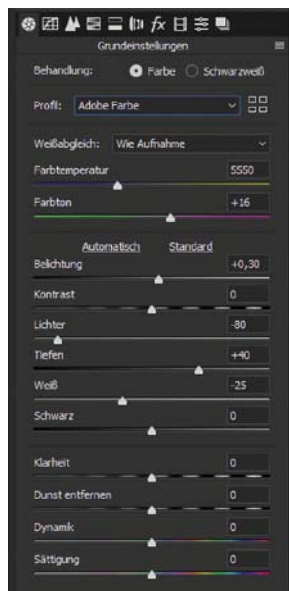 fx
Grundeinstellungen
Behandlung: Farbe Schwarzweiß
Profil: Adobe Farbe
Weißabgleich: Wie Aufnahme
Farbtemperatur 5550
Farbton +16
Automatisch Standard
Belichtung +0,30
Kontrast 0
Lichter -80
Tiefen +40
Weiß -25
Schwarz 0
Klarheit 0
Dunst entfernen 0
Dynamik 0
Sättigung 0